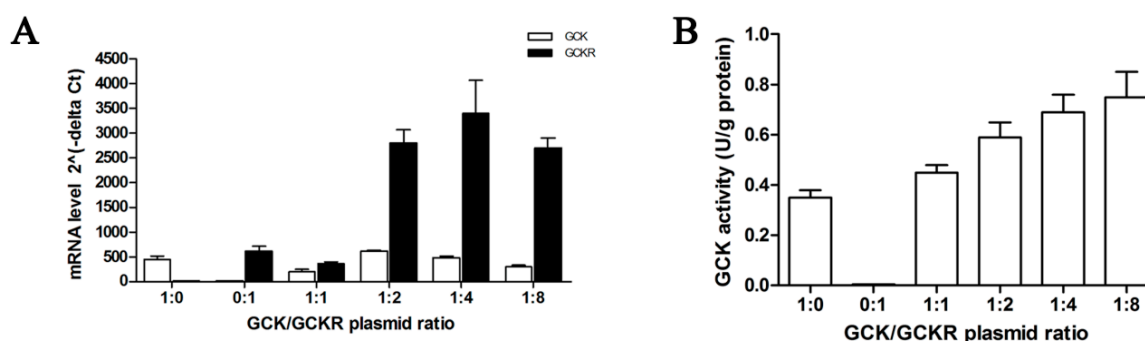 A
GCK
GCKR
mRNA level 2^(-delta Ct)
4500
4000
3500
3000
2500
2000
1500
1000
500
0
1:0 0:1 1:1 1:2 1:4 1:8
GCK/GCKR plasmid ratio
B
GCK activity (U/g protein)
1.0
0.8
0.6
0.4
0.2
0.0
1:0 0:1 1:1 1:2 1:4 1:8
GCK/GCKR plasmid ratio